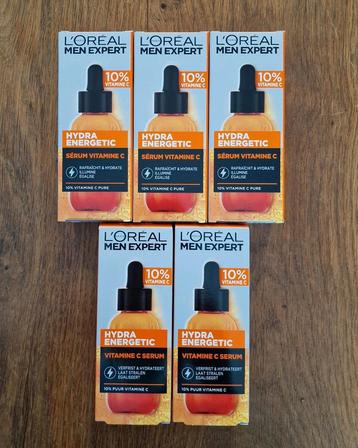 L'ORÉAL
MEN EXPERT
10%
VITAMINE C
HYDRA
ENERGETIC
SÉRUM VITAMINE C
RAFRAÎCHIT & HYDRATE
ILLUMINE
ÉGALISE
10% VITAMINE C PURE
L'ORÉAL
MEN EXPERT
10%
VITAMINE C
HYDRA
ENERGETIC
SÉRUM VITAMINE C
RAFRAÎCHIT & HYDRATE
ILLUMINE
ÉGALISE
10% VITAMINE C PURE
L'ORÉAL
MEN EXPERT
10%
VITAMINE C
HYDRA
ENERGETIC
SÉRUM VITAMINE C
RAFRAÎCHIT & HYDRATE
ILLUMINE
ÉGALISE
10% VITAMINE C PURE
L'ORÉAL
MEN EXPERT
10%
VITAMINE C
HYDRA
ENERGETIC
VITAMINE C SERUM
VERFRIST & HYDRATEERT
LAAT STRALEN
EGALISEERT
10% PUUR VITAMINE C
L'ORÉAL
MEN EXPERT
10%
VITAMINE C
HYDRA
ENERGETIC
VITAMINE C SERUM
VERFRIST & HYDRATEERT
LAAT STRALEN
EGALISEERT
10% PUUR VITAMINE C